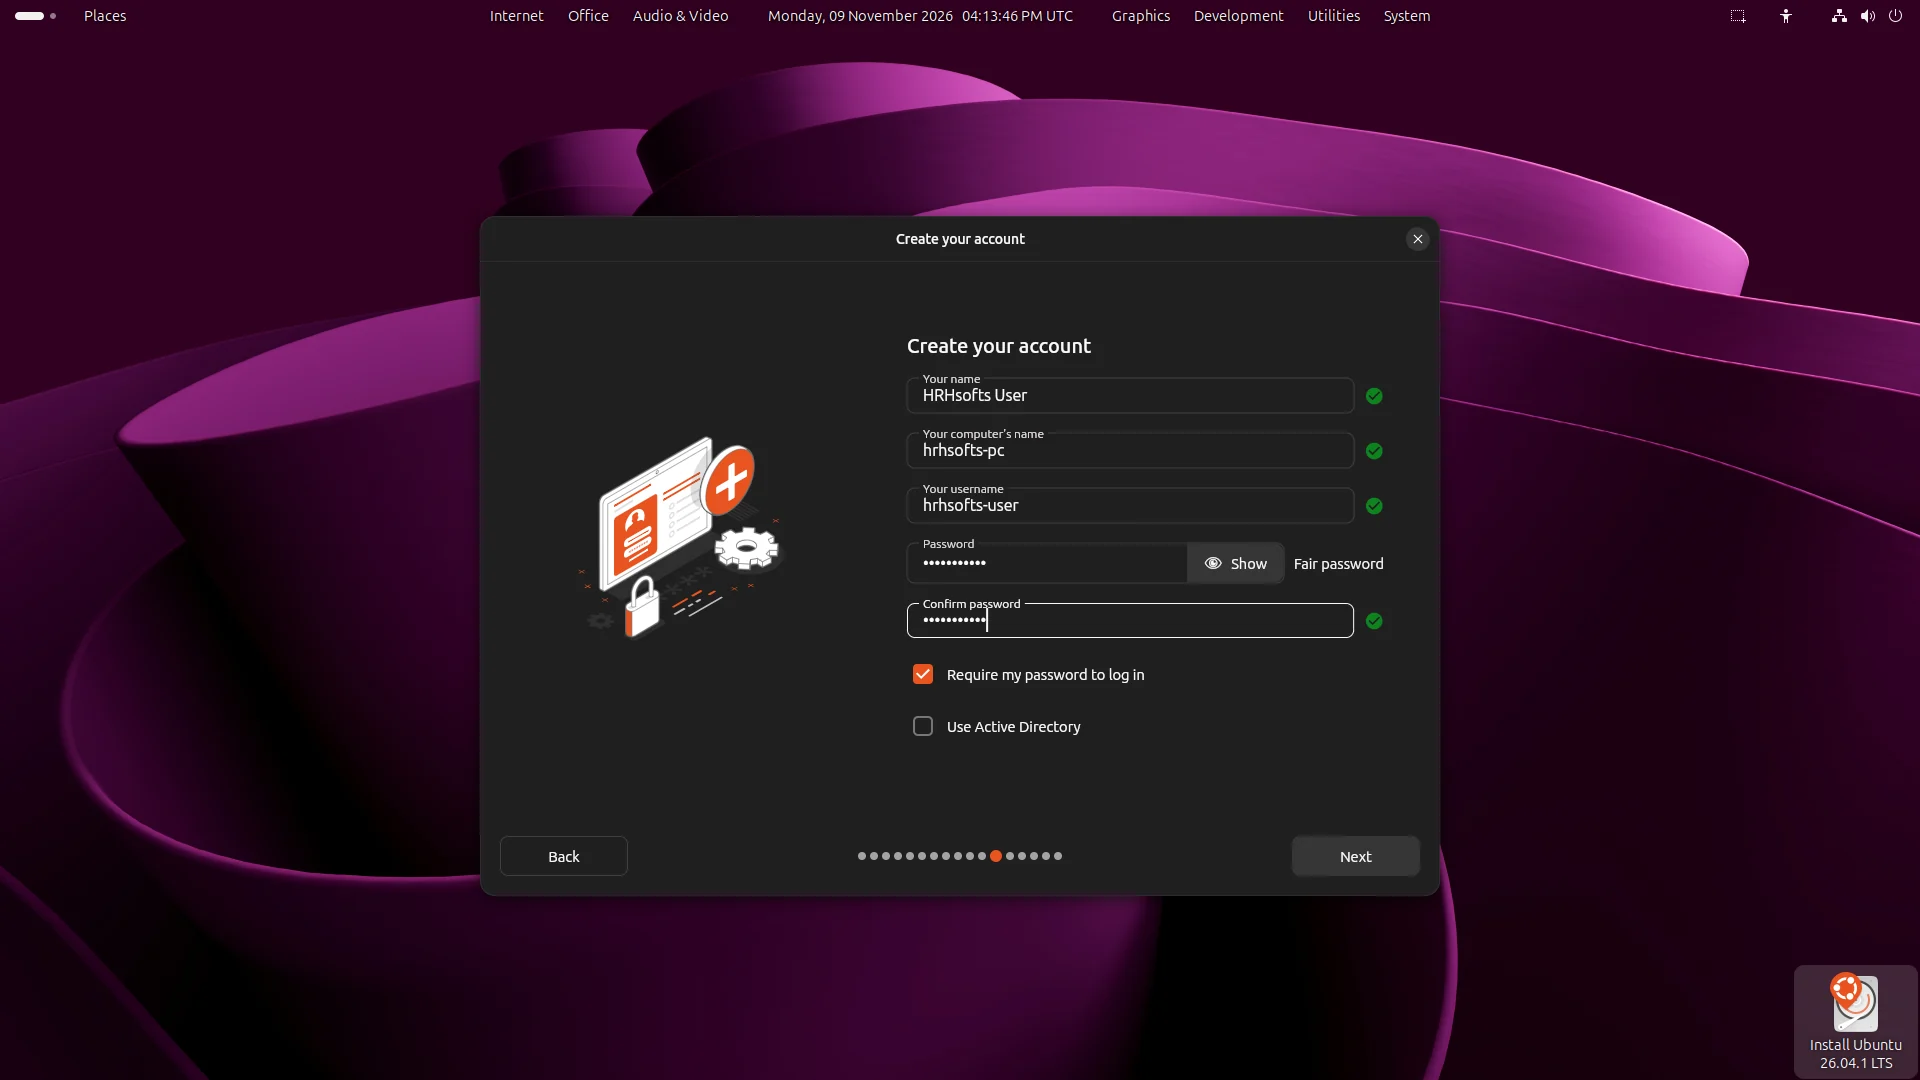 Places
Internet
Office
Audio & Video
Monday, 09 November 2026 04:13:46 PM UTC
Graphics
Development
Utilities
System
Create your account
Create your account
Your name
HRHsofts User
Your computer's name
hrhsofts-pc
Your username
hrhsofts-user
Password
•••••••••••
Show
Fair password
Confirm password
•••••••••••
Require my password to log in
Use Active Directory
Back
Next
Install Ubuntu
26.04.1 LTS